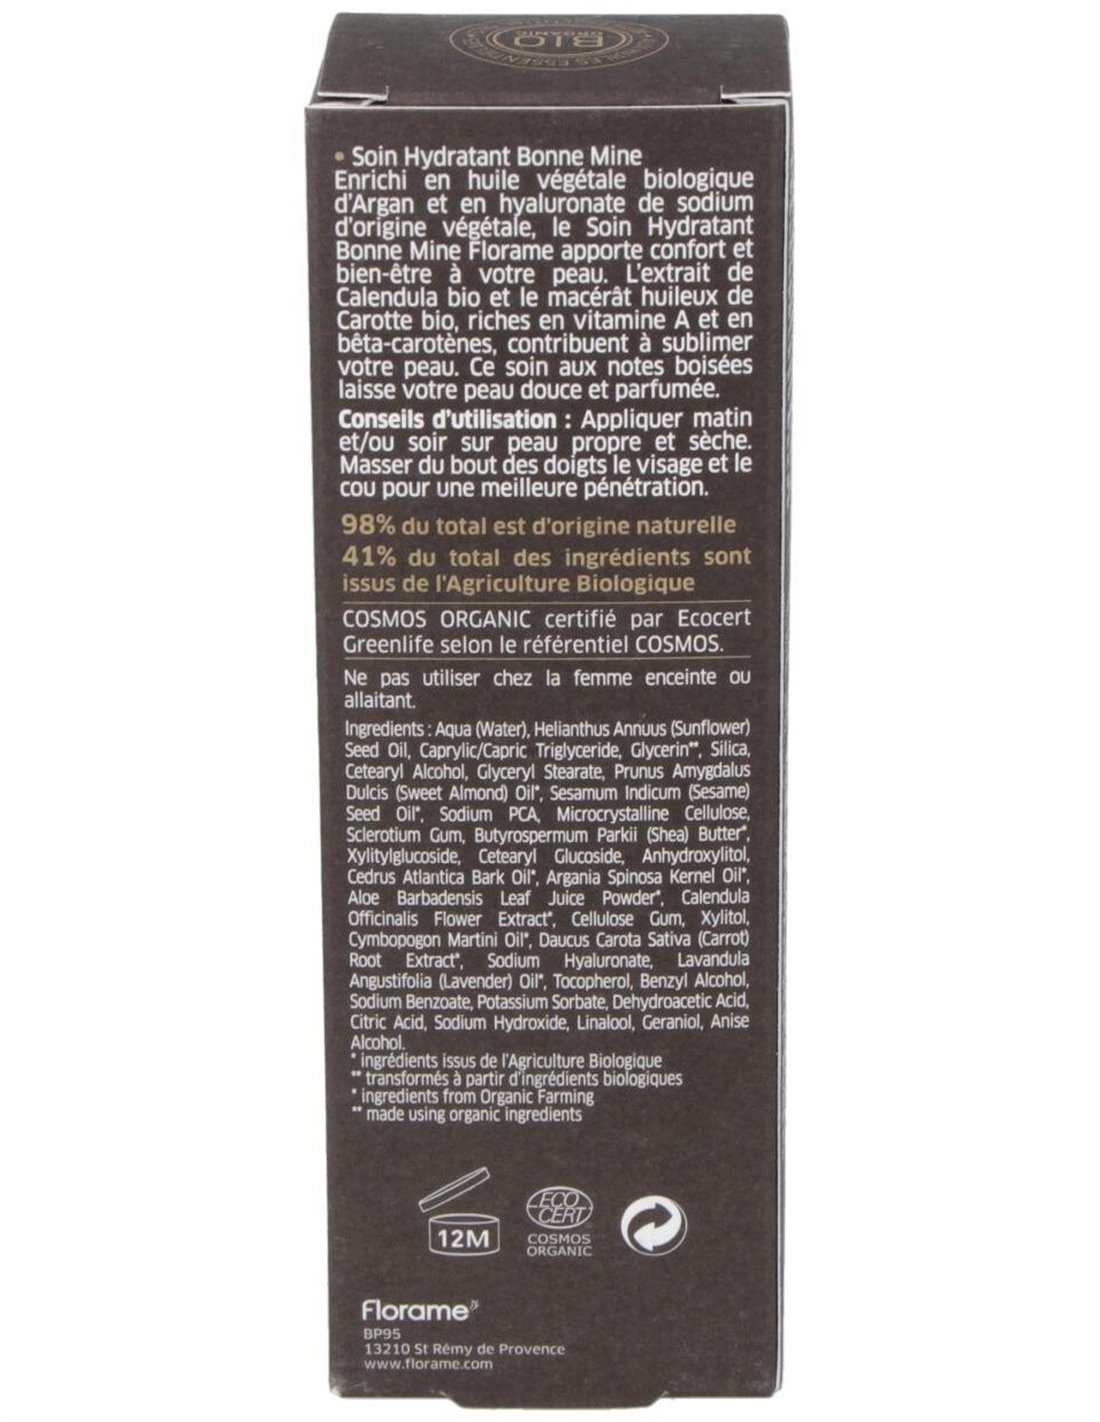 BIO
ORGANIC
• Soin Hydratant Bonne Mine
Enrichi en huile végétale biologique
d'Argan et en hyaluronate de sodium
d'origine végétale, le Soin Hydratant
Bonne Mine Florame apporte confort et
bien-être à votre peau. L'extrait de
Calendula bio et le macérât huileux de
Carotte bio, riches en vitamine A et en
bêta-carotènes, contribuent à sublimer
votre peau. Ce soin aux notes boisées
laisse votre peau douce et parfumée.
Conseils d'utilisation : Appliquer matin
et/ou soir sur peau propre et sèche.
Masser du bout des doigts le visage et le
cou pour une meilleure pénétration.
98% du total est d'origine naturelle
41% du total des ingrédients sont
issus de l'Agriculture Biologique
COSMOS ORGANIC certifié par Ecocert
Greenlife selon le référentiel COSMOS.
Ne pas utiliser chez la femme enceinte ou
allaitant.
Ingredients : Aqua (Water), Helianthus Annuus (Sunflower)
Seed Oil, Caprylic/Capric Triglyceride, Glycerin**, Silica,
Cetearyl Alcohol, Glyceryl Stearate, Prunus Amygdalus
Dulcis (Sweet Almond) Oil*, Sesamum Indicum (Sesame)
Seed Oil*, Sodium PCA, Microcrystalline Cellulose,
Sclerotium Gum, Butyrospermum Parkii (Shea) Butter*,
Xylitylglucoside, Cetearyl Glucoside, Anhydroxylitol,
Cedrus Atlantica Bark Oil*, Argania Spinosa Kernel Oil*,
Aloe Barbadensis Leaf Juice Powder*, Calendula
Officinalis Flower Extract*, Cellulose Gum, Xylitol,
Cymbopogon Martini Oil*, Daucus Carota Sativa (Carrot)
Root Extract*, Sodium Hyaluronate, Lavandula
Angustifolia (Lavender) Oil*, Tocopherol, Benzyl Alcohol,
Sodium Benzoate, Potassium Sorbate, Dehydroacetic Acid,
Citric Acid, Sodium Hydroxide, Linalool, Geraniol, Anise
Alcohol.
* ingrédients issus de l'Agriculture Biologique
** transformés à partir d'ingrédients biologiques
* ingredients from Organic Farming
** made using organic ingredients
12M
ECO
CERT
COSMOS
ORGANIC
Florame
BP95
13210 St Rémy de Provence
www.florame.com